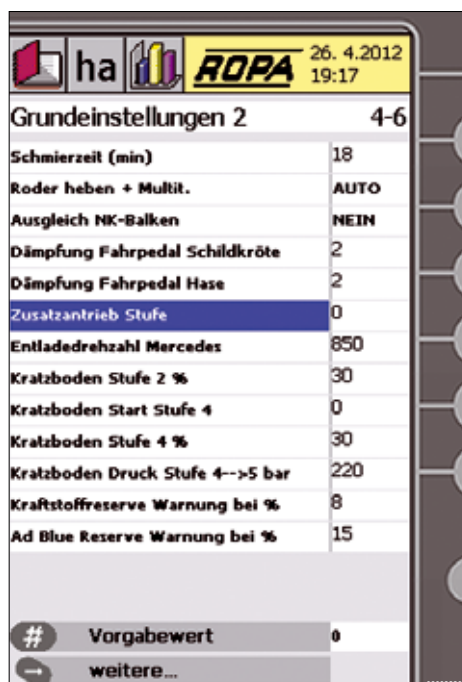 ha ROPA 26. 4.2012
19:17
Grundeinstellungen 2 4-6
Schmierzeit (min) 18
Roder heben + Multit. AUTO
Ausgleich NK-Balken NEIN
Dämpfung Fahrpedal Schildkröte 2
Dämpfung Fahrpedal Hase 2
Zusatzantrieb Stufe 0
Entladedrehzahl Mercedes 850
Kratzboden Stufe 2 % 30
Kratzboden Start Stufe 4 0
Kratzboden Stufe 4 % 30
Kratzboden Druck Stufe 4-->5 bar 220
Kraftstoffreserve Warnung bei % 8
Ad Blue Reserve Warnung bei % 15
# Vorgabewert 0
weitere...